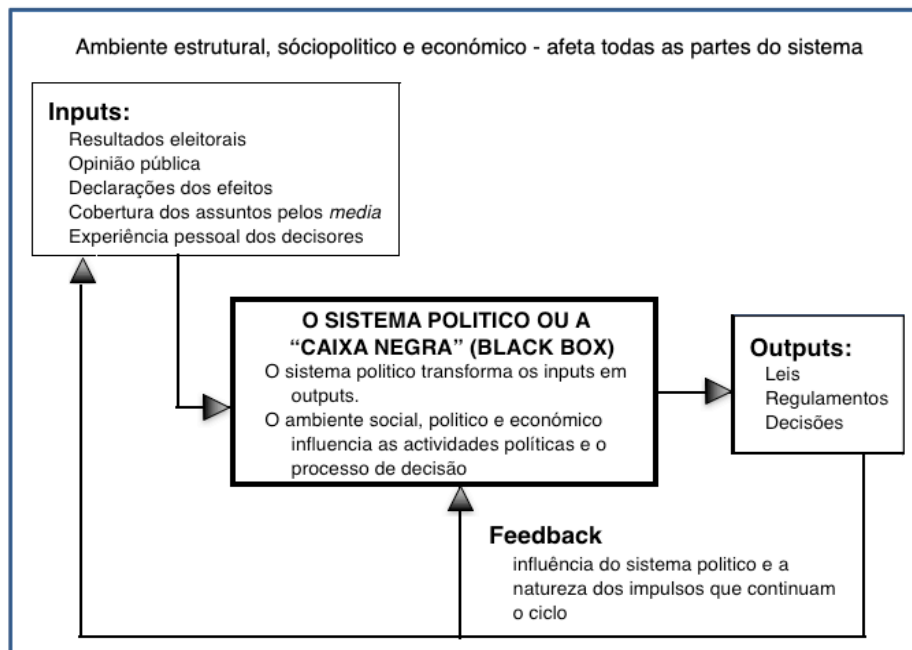 Ambiente estrutural, sóciopolitico e económico - afeta todas as partes do sistema
Inputs:
Resultados eleitorais
Opinião pública
Declarações dos efeitos
Cobertura dos assuntos pelos media
Experiência pessoal dos decisores
O SISTEMA POLITICO OU A
“CAIXA NEGRA” (BLACK BOX)
O sistema politico transforma os inputs em
outputs.
O ambiente social, politico e económico
influencia as actividades políticas e o
processo de decisão
Outputs:
Leis
Regulamentos
Decisões
Feedback
influência do sistema politico e a
natureza dos impulsos que continuam
o ciclo